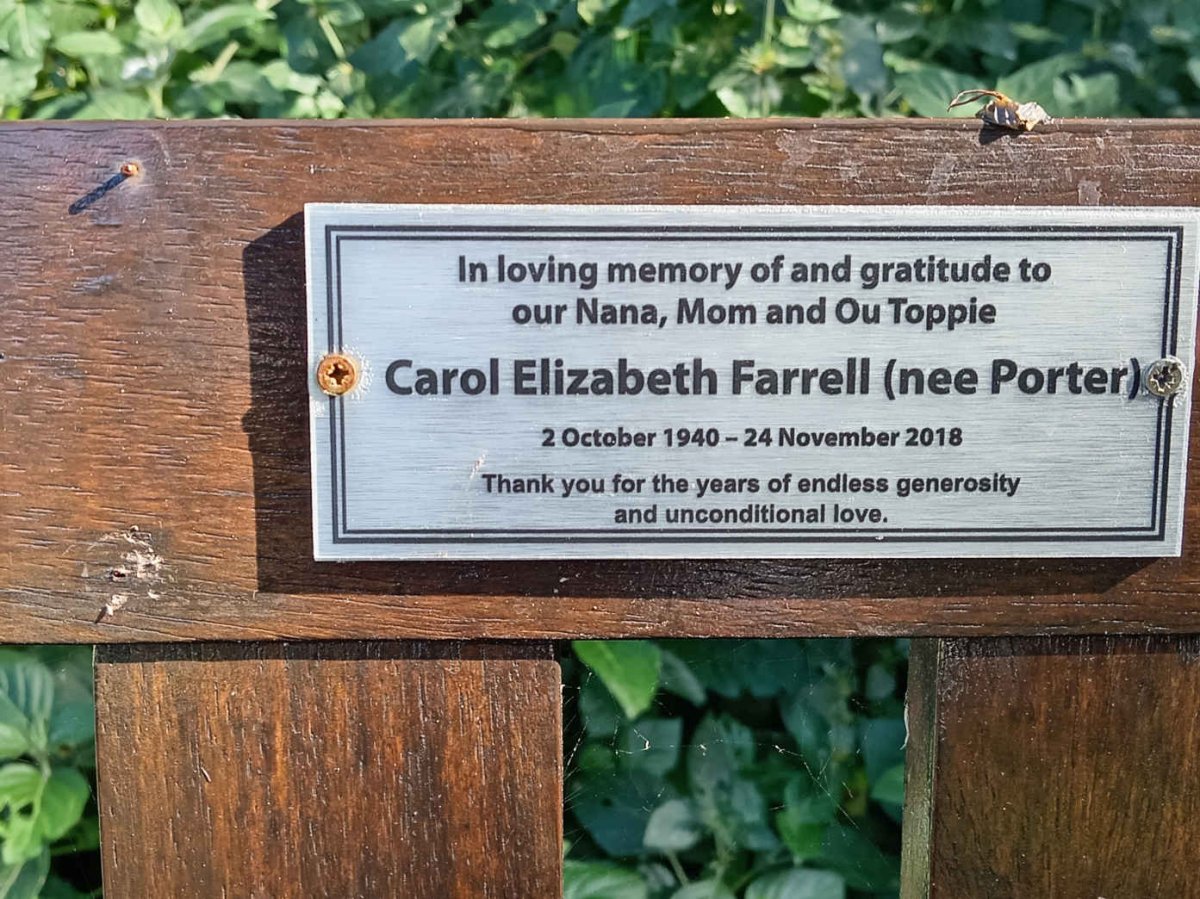 In loving memory of and gratitude to
our Nana, Mom and Ou Toppie
Carol Elizabeth Farrell (nee Porter)
2 October 1940 – 24 November 2018
Thank you for the years of endless generosity
and unconditional love.